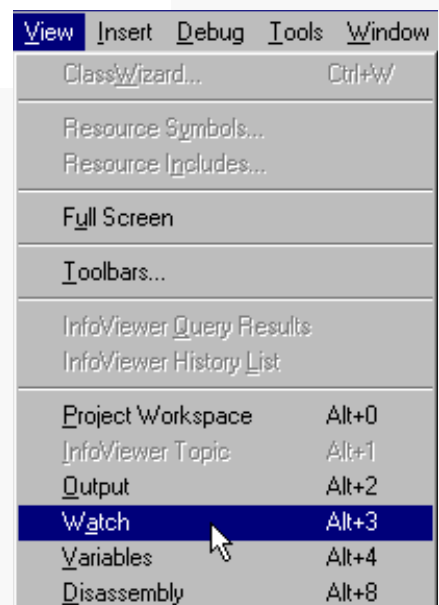 View Insert Debug Tools Window
ClassWizard... Ctrl+W
Resource Symbols...
Resource Includes...
Full Screen
Toolbars...
InfoViewer Query Results
InfoViewer History List
Project Workspace Alt+0
InfoViewer Topic Alt+1
Output Alt+2
Watch Alt+3
Variables Alt+4
Disassembly Alt+8